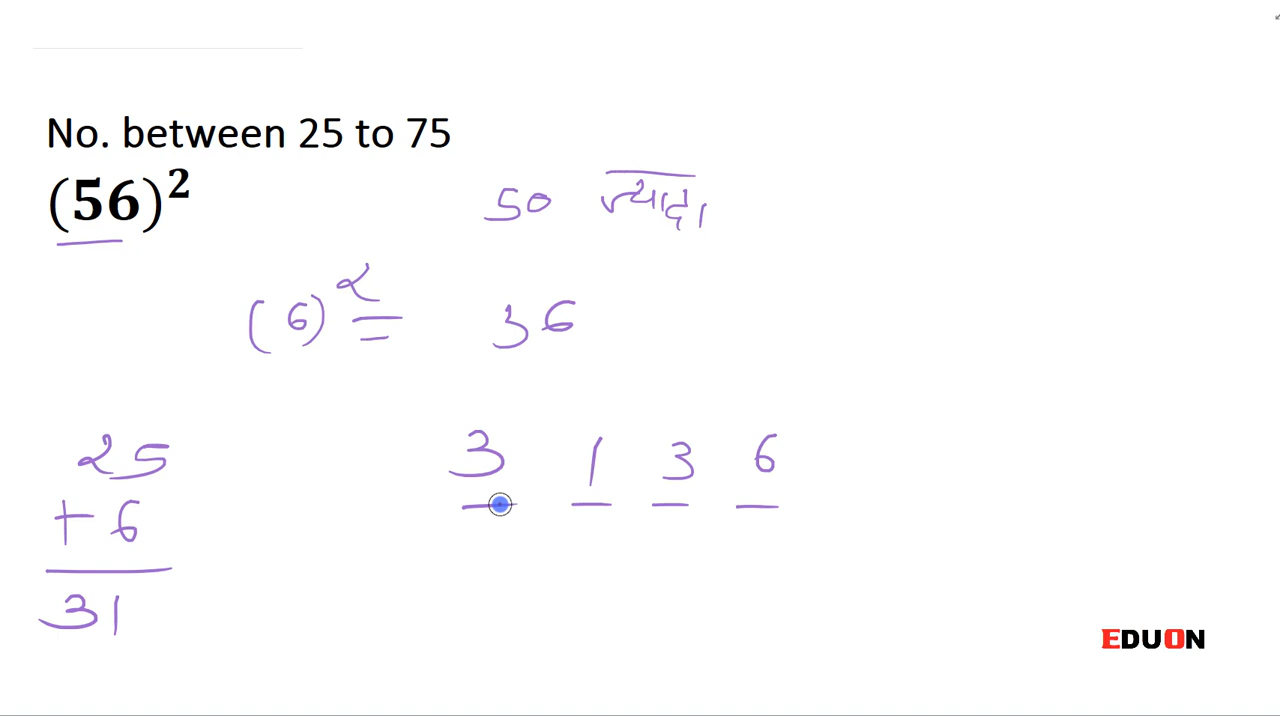 No. between 25 to 75
(56)²
50 ज्यादा
(6)² = 36
25
+ 6
31
3 1 3 6
EDUON